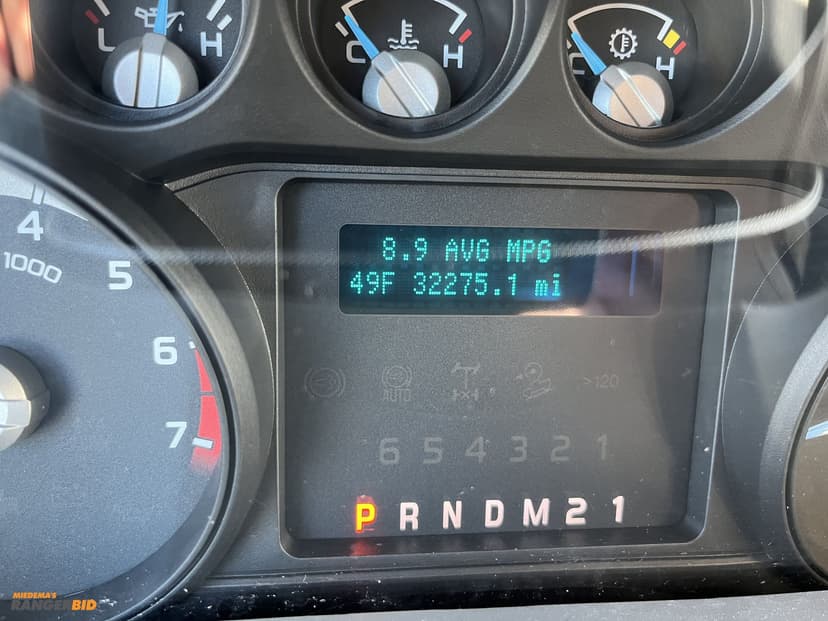 L H
C H
C H
4
1000
5
6
7
8.9 AVG MPG
49F 32275.1 mi
AUTO
>120
6 5 4 3 2 1
P R N D M 2 1
MIEDEMA'S
RANGERBID